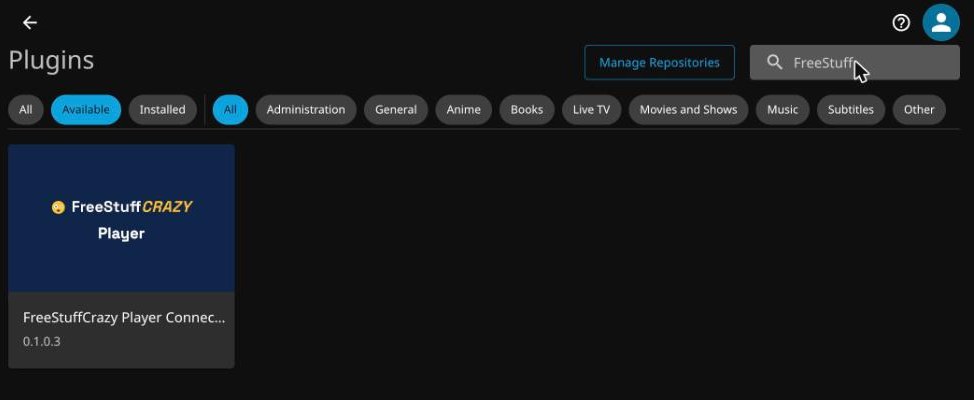 Plugins
Manage Repositories
FreeStuff
All
Available
Installed
All
Administration
General
Anime
Books
Live TV
Movies and Shows
Music
Subtitles
Other
FreeStuffCRAZY
Player
FreeStuffCrazy Player Connec...
0.1.0.3